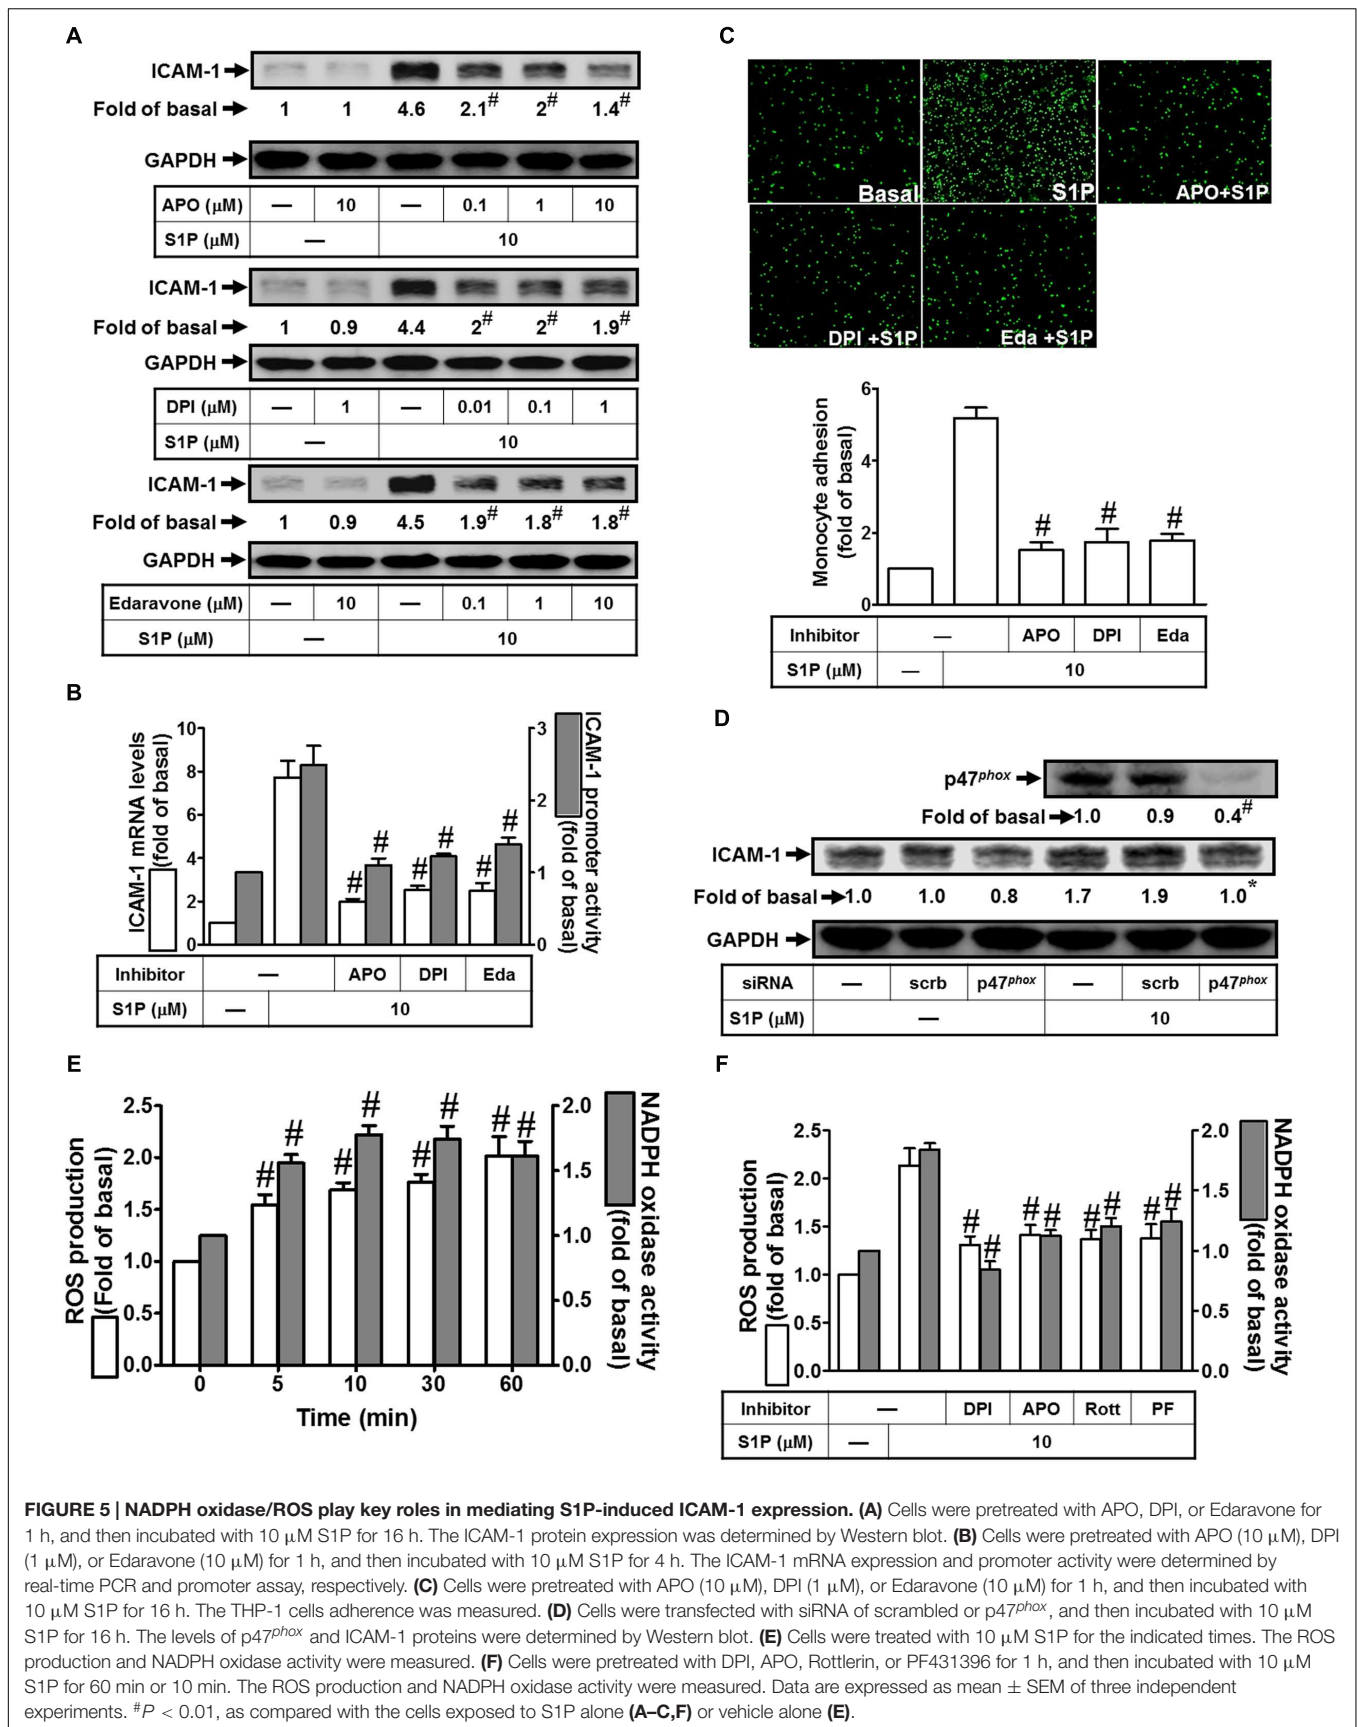 A
ICAM-1
Fold of basal 1 1 4.6 2.1# 2# 1.4#
GAPDH
APO (μM) — 10 — 0.1 1 10
S1P (μM) — 10
ICAM-1
Fold of basal 1 0.9 4.4 2# 2# 1.9#
GAPDH
DPI (μM) — 1 — 0.01 0.1 1
S1P (μM) — 10
ICAM-1
Fold of basal 1 0.9 4.5 1.9# 1.8# 1.8#
GAPDH
Edaravone (μM) — 10 — 0.1 1 10
S1P (μM) — 10
B
ICAM-1 mRNA levels
(fold of basal)
10
8
6
4
2
0
# # # # # #
3
2
1
0
ICAM-1 promoter activity
(fold of basal)
Inhibitor — APO DPI Eda
S1P (μM) — 10
C
Basal S1P APO+S1P
DPI +S1P Eda +S1P
Monocyte adhesion
(fold of basal)
6
4
2
0
# # #
Inhibitor — APO DPI Eda
S1P (μM) — 10
D
p47phox
Fold of basal 1.0 0.9 0.4#
ICAM-1
Fold of basal 1.0 1.0 0.8 1.7 1.9 1.0*
GAPDH
siRNA — scrb p47phox — scrb p47phox
S1P (μM) — 10
E
ROS production
(Fold of basal)
2.5
2.0
1.5
1.0
0.5
0.0
# # # # # # # #
2.0
1.5
1.0
0.5
0.0
NADPH oxidase activity
(fold of basal)
0 5 10 30 60
Time (min)
F
ROS production
(fold of basal)
2.5
2.0
1.5
1.0
0.5
0.0
# # # # # # # #
2.0
1.5
1.0
0.5
0.0
NADPH oxidase activity
(fold of basal)
Inhibitor — DPI APO Rott PF
S1P (μM) — 10
FIGURE 5 | NADPH oxidase/ROS play key roles in mediating S1P-induced ICAM-1 expression. (A) Cells were pretreated with APO, DPI, or Edaravone for
1 h, and then incubated with 10 μM S1P for 16 h. The ICAM-1 protein expression was determined by Western blot. (B) Cells were pretreated with APO (10 μM), DPI
(1 μM), or Edaravone (10 μM) for 1 h, and then incubated with 10 μM S1P for 4 h. The ICAM-1 mRNA expression and promoter activity were determined by
real-time PCR and promoter assay, respectively. (C) Cells were pretreated with APO (10 μM), DPI (1 μM), or Edaravone (10 μM) for 1 h, and then incubated with
10 μM S1P for 16 h. The THP-1 cells adherence was measured. (D) Cells were transfected with siRNA of scrambled or p47phox, and then incubated with 10 μM
S1P for 16 h. The levels of p47phox and ICAM-1 proteins were determined by Western blot. (E) Cells were treated with 10 μM S1P for the indicated times. The ROS
production and NADPH oxidase activity were measured. (F) Cells were pretreated with DPI, APO, Rottlerin, or PF431396 for 1 h, and then incubated with 10 μM
S1P for 60 min or 10 min. The ROS production and NADPH oxidase activity were measured. Data are expressed as mean ± SEM of three independent
experiments. #P < 0.01, as compared with the cells exposed to S1P alone (A–C,F) or vehicle alone (E).